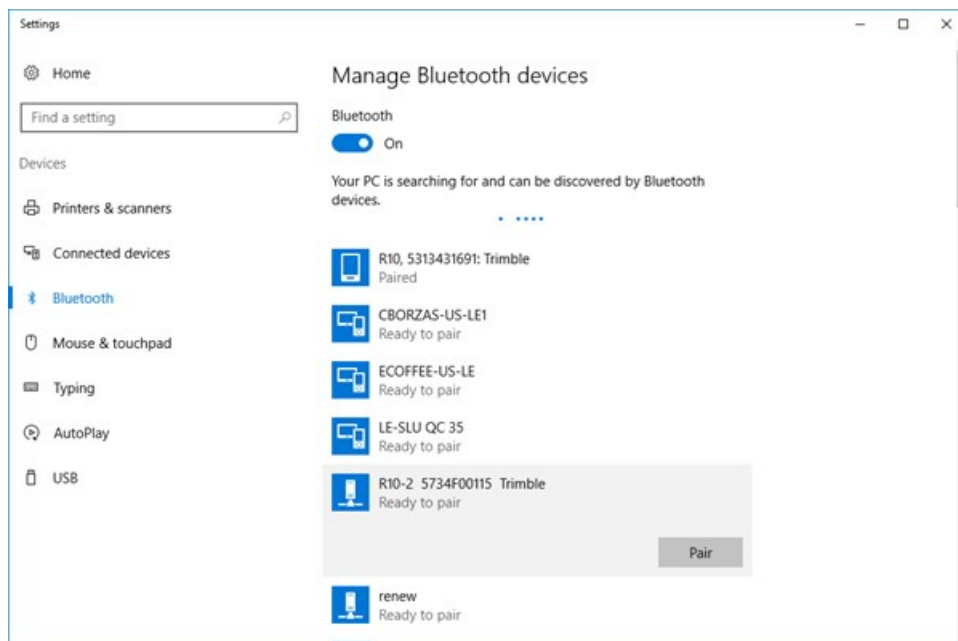 Settings
Home
Find a setting
Devices
Printers & scanners
Connected devices
Bluetooth
Mouse & touchpad
Typing
AutoPlay
USB
Manage Bluetooth devices
Bluetooth
On
Your PC is searching for and can be discovered by Bluetooth
devices.
R10, 5313431691: Trimble
Paired
CBORZAS-US-LE1
Ready to pair
ECOFFEE-US-LE
Ready to pair
LE-SLU QC 35
Ready to pair
R10-2 5734F00115 Trimble
Ready to pair
Pair
renew
Ready to pair